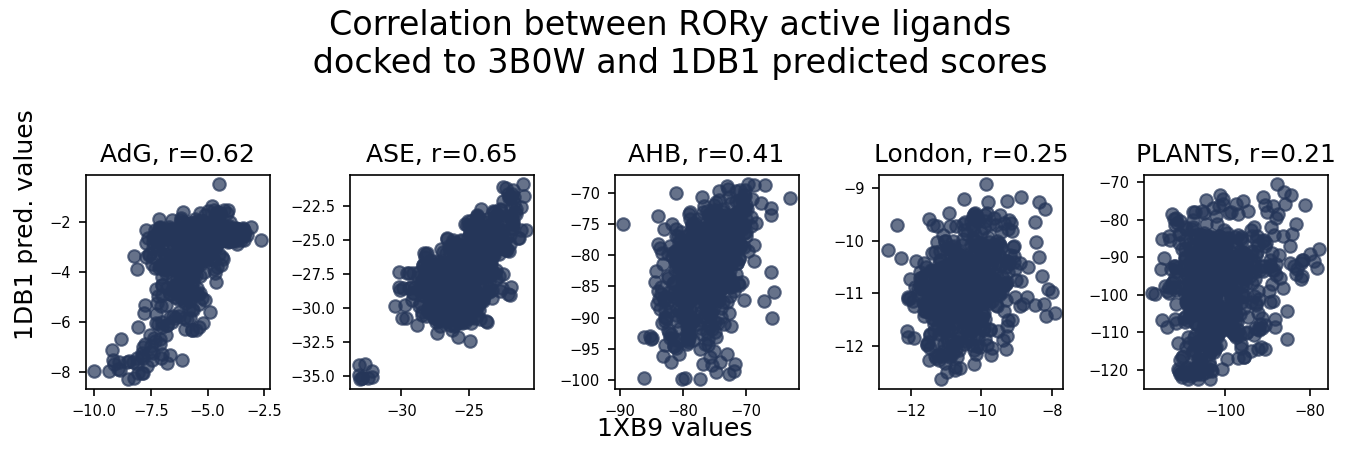 Correlation between RORy active ligands
docked to 3B0W and 1DB1 predicted scores
1DB1 pred. values
AdG, r=0.62
−2
−4
−6
−8
−10.0 −7.5 −5.0 −2.5
ASE, r=0.65
−22.5
−25.0
−27.5
−30.0
−32.5
−35.0
−30 −25
AHB, r=0.41
−70
−75
−80
−85
−90
−95
−100
−90 −80 −70
London, r=0.25
−9
−10
−11
−12
−12 −10 −8
PLANTS, r=0.21
−70
−80
−90
−100
−110
−120
−100 −80
1XB9 values